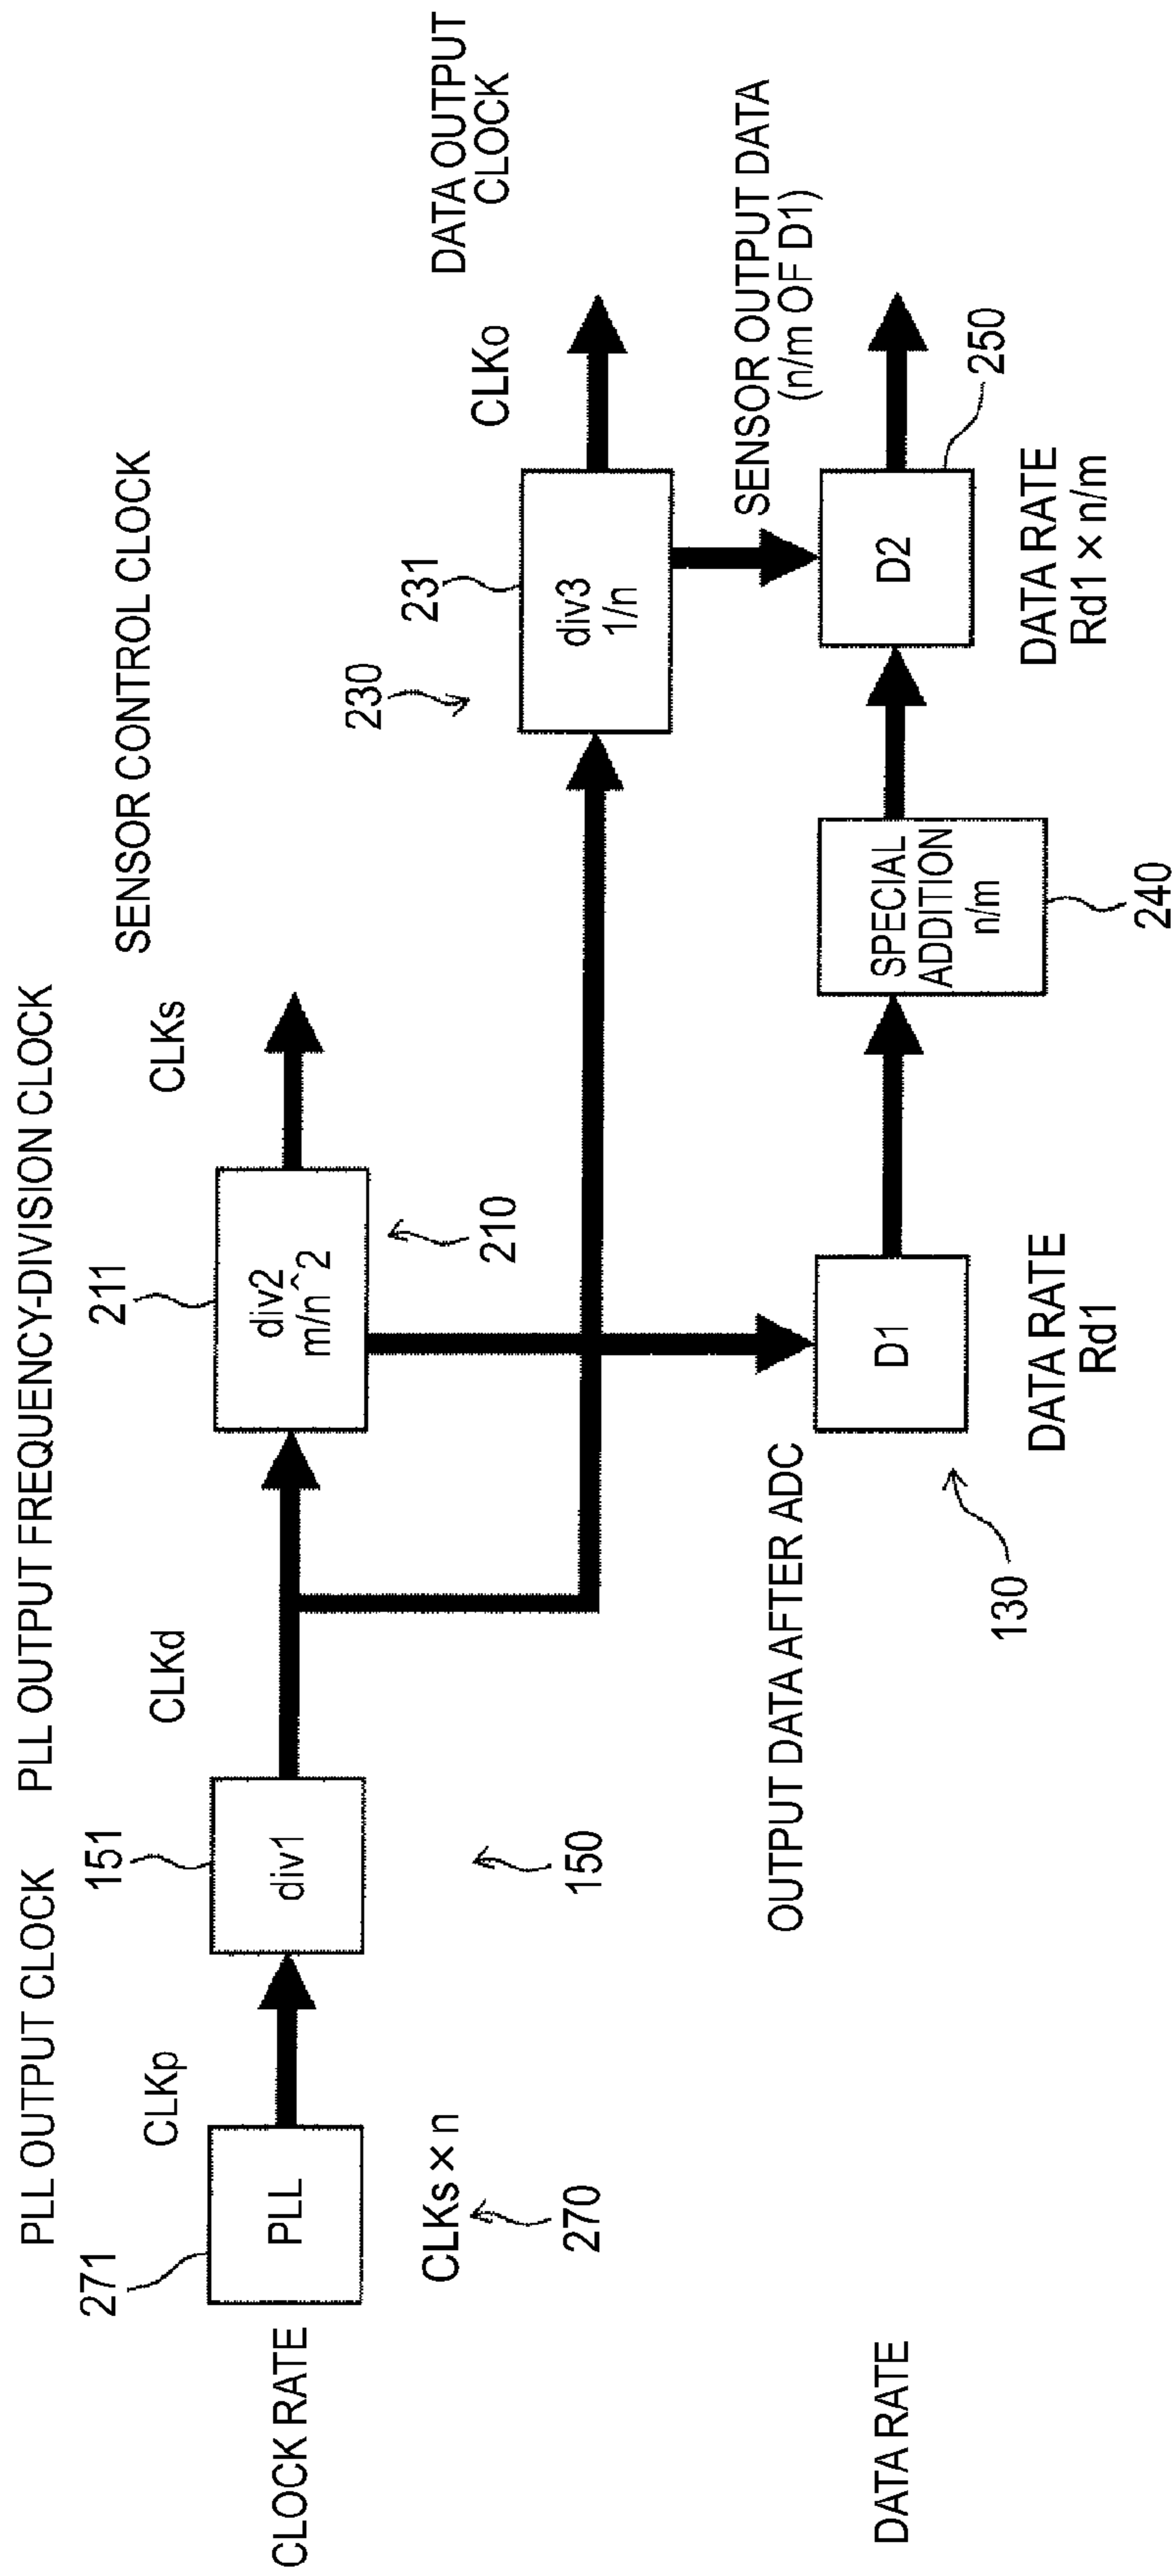 PLL OUTPUT CLOCK
PLL OUTPUT FREQUENCY-DIVISION CLOCK
SENSOR CONTROL CLOCK
271
CLKp
151
CLKd
211
CLKs
CLOCK RATE
PLL
div1
div2
m/n^2
CLKs × n
270
150
210
230
231
CLKo
DATA OUTPUT
CLOCK
div3
1/n
OUTPUT DATA AFTER ADC
SENSOR OUTPUT DATA
(n/m OF D1)
DATA RATE
D1
SPECIAL
ADDITION
n/m
D2
250
130
DATA RATE
Rd1
240
DATA RATE
Rd1 × n/m